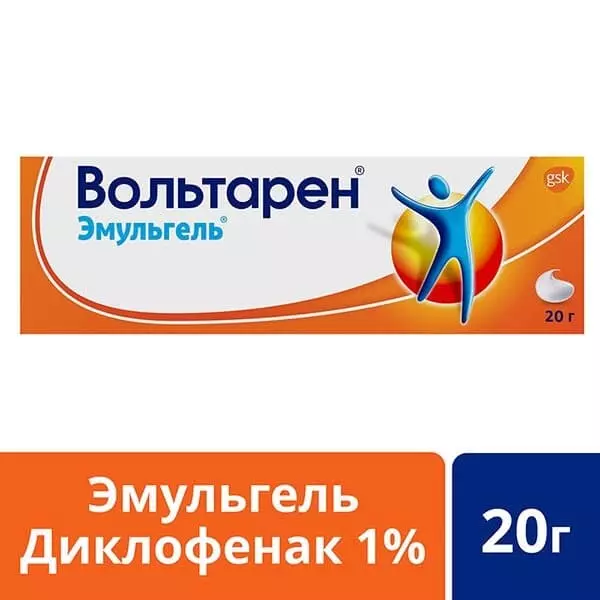 Вольтарен®
Эмульгель®
gsk
20 г
Эмульгель
Диклофенак 1%
20г